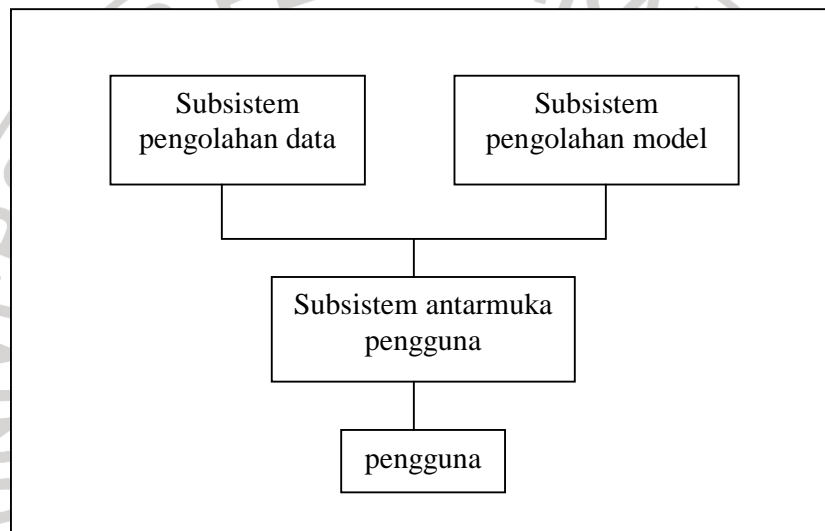 Subsistem
pengolahan data
Subsistem
pengolahan model
Subsistem antarmuka
pengguna
pengguna